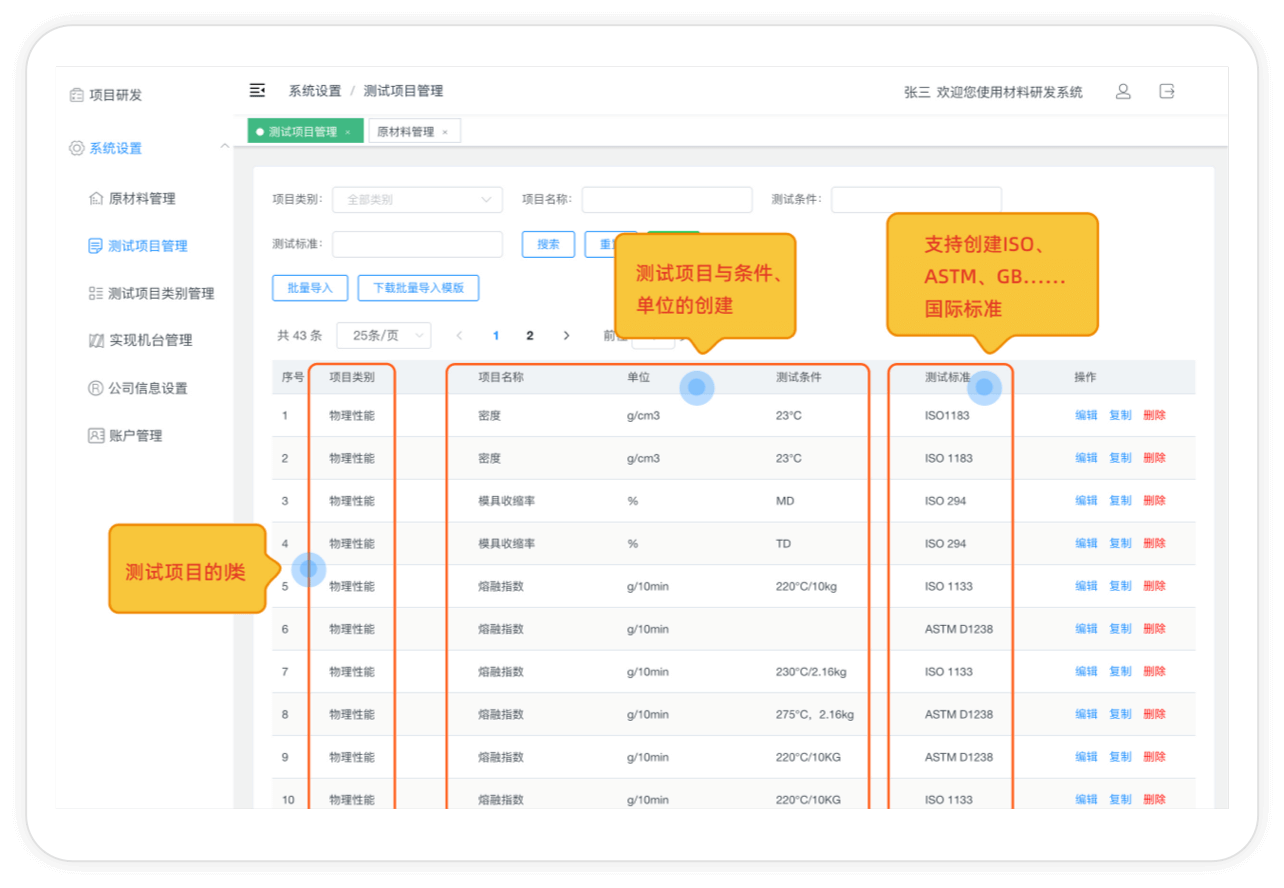 项目研发
系统设置
原材料管理
测试项目管理
测试项目类别管理
实现机台管理
公司信息设置
账户管理
系统设置 / 测试项目管理
张三 欢迎您使用材料研发系统
测试项目管理 ×
原材料管理 ×
项目类别: 全部类别 项目名称: 测试条件:
测试标准: 搜索
批量导入 下载批量导入模版
共 43 条 25条/页 < 1 2 > 前
测试项目与条件、
单位的创建
支持创建ISO、
ASTM、GB......
国际标准
测试项目的归类
序号 项目类别 项目名称 单位 测试条件 测试标准 操作
1 物理性能 密度 g/cm3 23°C ISO1183 编辑 复制 删除
2 物理性能 密度 g/cm3 23°C ISO 1183 编辑 复制 删除
3 物理性能 模具收缩率 % MD ISO 294 编辑 复制 删除
4 物理性能 模具收缩率 % TD ISO 294 编辑 复制 删除
5 物理性能 熔融指数 g/10min 220°C/10kg ISO 1133 编辑 复制 删除
6 物理性能 熔融指数 g/10min ASTM D1238 编辑 复制 删除
7 物理性能 熔融指数 g/10min 230°C/2.16kg ISO 1133 编辑 复制 删除
8 物理性能 熔融指数 g/10min 275°C，2.16kg ASTM D1238 编辑 复制 删除
9 物理性能 熔融指数 g/10min 220°C/10KG ASTM D1238 编辑 复制 删除
10 物理性能 熔融指数 g/10min 220°C/10KG ISO 1133 编辑 复制 删除